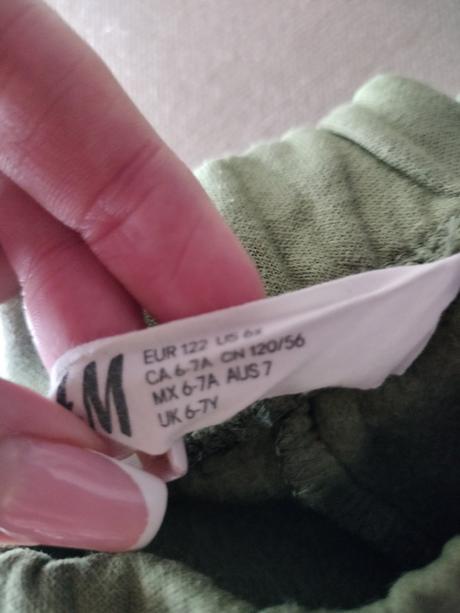 M
EUR 122 US 6X
CA 6-7A CN 120/56
MX 6-7A AUS 7
UK 6-7Y